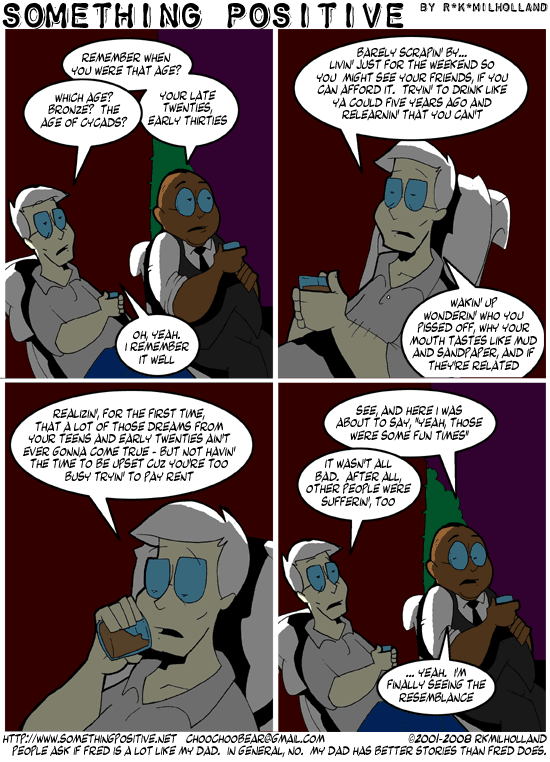 SOMETHING POSITIVE BY R*K*MILHOLLAND
REMEMBER WHEN
YOU WERE THAT AGE?
WHICH AGE?
BRONZE? THE
AGE OF CYCADS?
YOUR LATE
TWENTIES,
EARLY THIRTIES
OH, YEAH.
I REMEMBER
IT WELL
BARELY SCRAPIN' BY...
LIVIN' JUST FOR THE WEEKEND SO
YOU MIGHT SEE YOUR FRIENDS, IF YOU
CAN AFFORD IT. TRYIN' TO DRINK LIKE
YA COULD FIVE YEARS AGO AND
RELEARNIN' THAT YOU CAN'T
WAKIN' UP
WONDERIN' WHO YOU
PISSED OFF, WHY YOUR
MOUTH TASTES LIKE MUD
AND SANDPAPER, AND IF
THEY'RE RELATED
REALIZIN', FOR THE FIRST TIME,
THAT A LOT OF THOSE DREAMS FROM
YOUR TEENS AND EARLY TWENTIES AIN'T
EVER GONNA COME TRUE - BUT NOT HAVIN'
THE TIME TO BE UPSET CUZ YOU'RE TOO
BUSY TRYIN' TO PAY RENT
SEE, AND HERE I WAS
ABOUT TO SAY, "YEAH, THOSE
WERE SOME FUN TIMES"
IT WASN'T ALL
BAD. AFTER ALL,
OTHER PEOPLE WERE
SUFFERIN', TOO
... YEAH. I'M
FINALLY SEEING THE
RESEMBLANCE
HTTP://WWW.SOMETHINGPOSITIVE.NET CHOOCHOOBEAR@GMAIL.COM ©2001-2008 RKMILHOLLAND
PEOPLE ASK IF FRED IS A LOT LIKE MY DAD. IN GENERAL, NO. MY DAD HAS BETTER STORIES THAN FRED DOES.